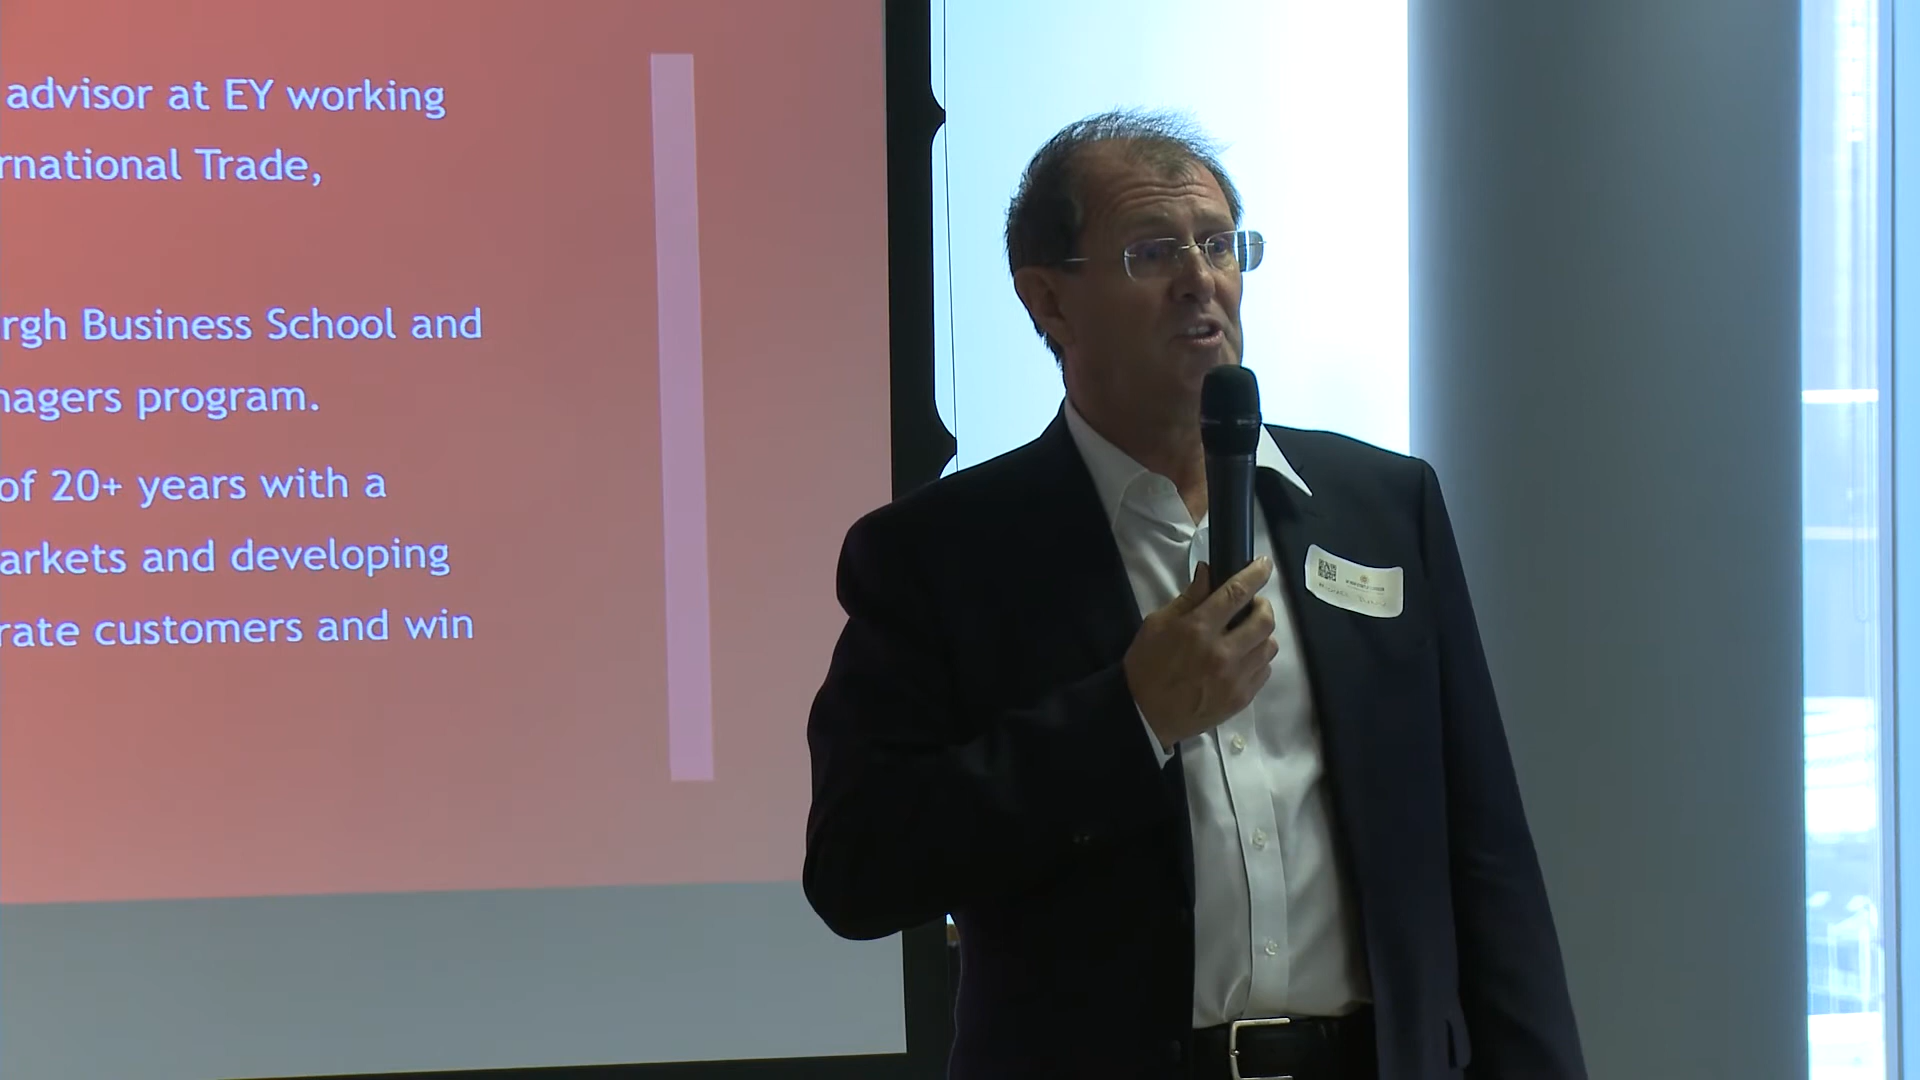 advisor at EY working
rnational Trade,
rgh Business School and
nagers program.
of 20+ years with a
arkets and developing
rate customers and win